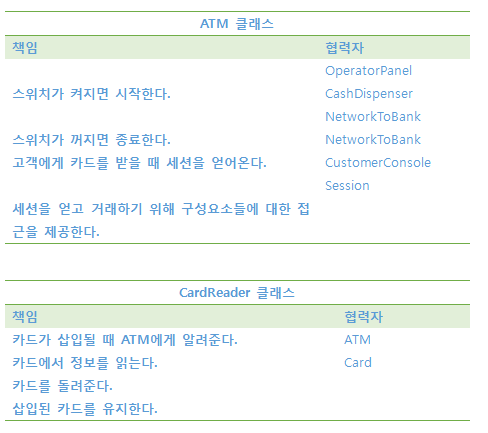 ATM 클래스
책임 협력자
OperatorPanel
스위치가 켜지면 시작한다. CashDispenser
NetworkToBank
스위치가 꺼지면 종료한다. NetworkToBank
고객에게 카드를 받을 때 세션을 얻어온다. CustomerConsole
Session
세션을 얻고 거래하기 위해 구성요소들에 대한 접
근을 제공한다.
CardReader 클래스
책임 협력자
카드가 삽입될 때 ATM에게 알려준다. ATM
카드에서 정보를 읽는다. Card
카드를 돌려준다.
삽입된 카드를 유지한다.